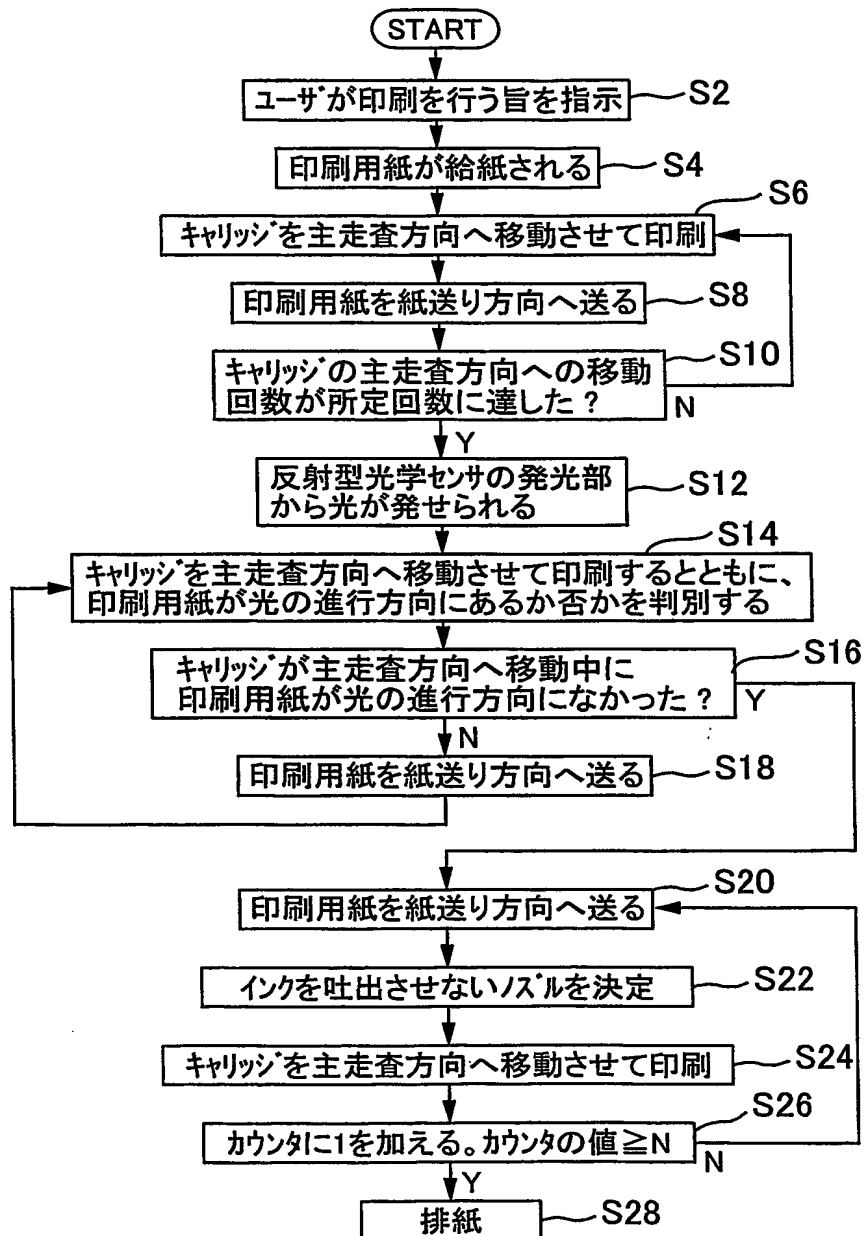 START
ユーザが印刷を行う旨を指示
S2
印刷用紙が給紙される
S4
S6
キャリッジを主走査方向へ移動させて印刷
印刷用紙を紙送り方向へ送る
S8
キャリッジの主走査方向への移動
回数が所定回数に達した?
S10
N
Y
反射型光学センサの発光部
から光が発せられる
S12
S14
キャリッジを主走査方向へ移動させて印刷するとともに、
印刷用紙が光の進行方向にあるか否かを判別する
キャリッジが主走査方向へ移動中に
印刷用紙が光の進行方向になかった?
S16
Y
N
印刷用紙を紙送り方向へ送る
S18
S20
印刷用紙を紙送り方向へ送る
インクを吐出させないノズルを決定
S22
キャリッジを主走査方向へ移動させて印刷
S24
S26
カウンタに1を加える。カウンタの値≧N
N
Y
排紙
S28